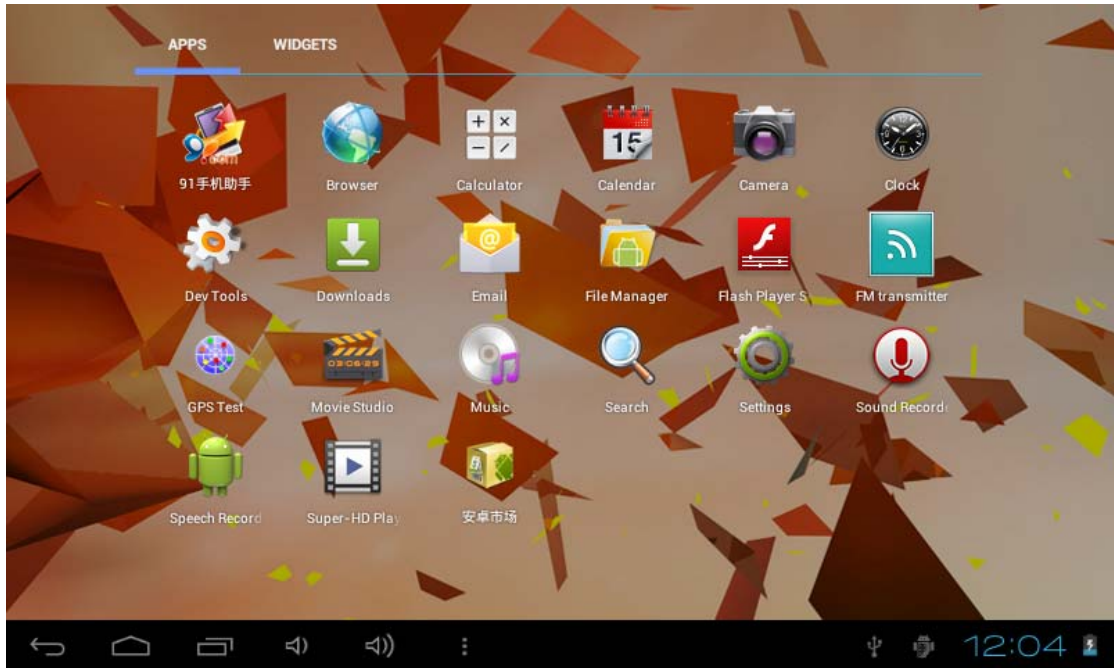 APPS WIDGETS
91手机助手 Browser Calculator Calendar Camera Clock
Dev Tools Downloads Email File Manager Flash Player S FM transmitter
GPS Test Movie Studio Music Search Settings Sound Recorde
Speech Record Super-HD Play 安卓市场
12:04